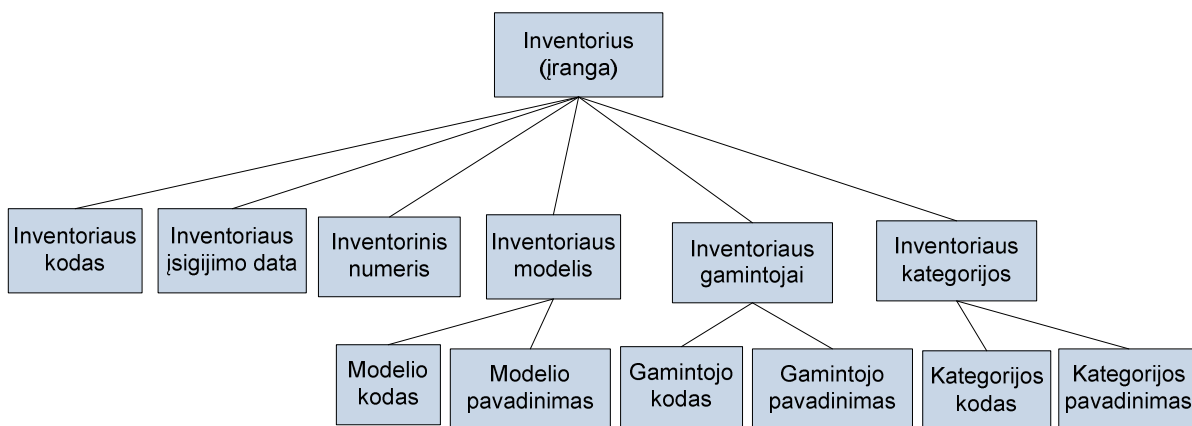 Inventorius
(įranga)
Inventoriaus
kodas
Inventoriaus
įsigijimo data
Inventorinis
numeris
Inventoriaus
modelis
Inventoriaus
gamintojai
Inventoriaus
kategorijos
Modelio
kodas
Modelio
pavadinimas
Gamintojo
kodas
Gamintojo
pavadinimas
Kategorijos
kodas
Kategorijos
pavadinimas